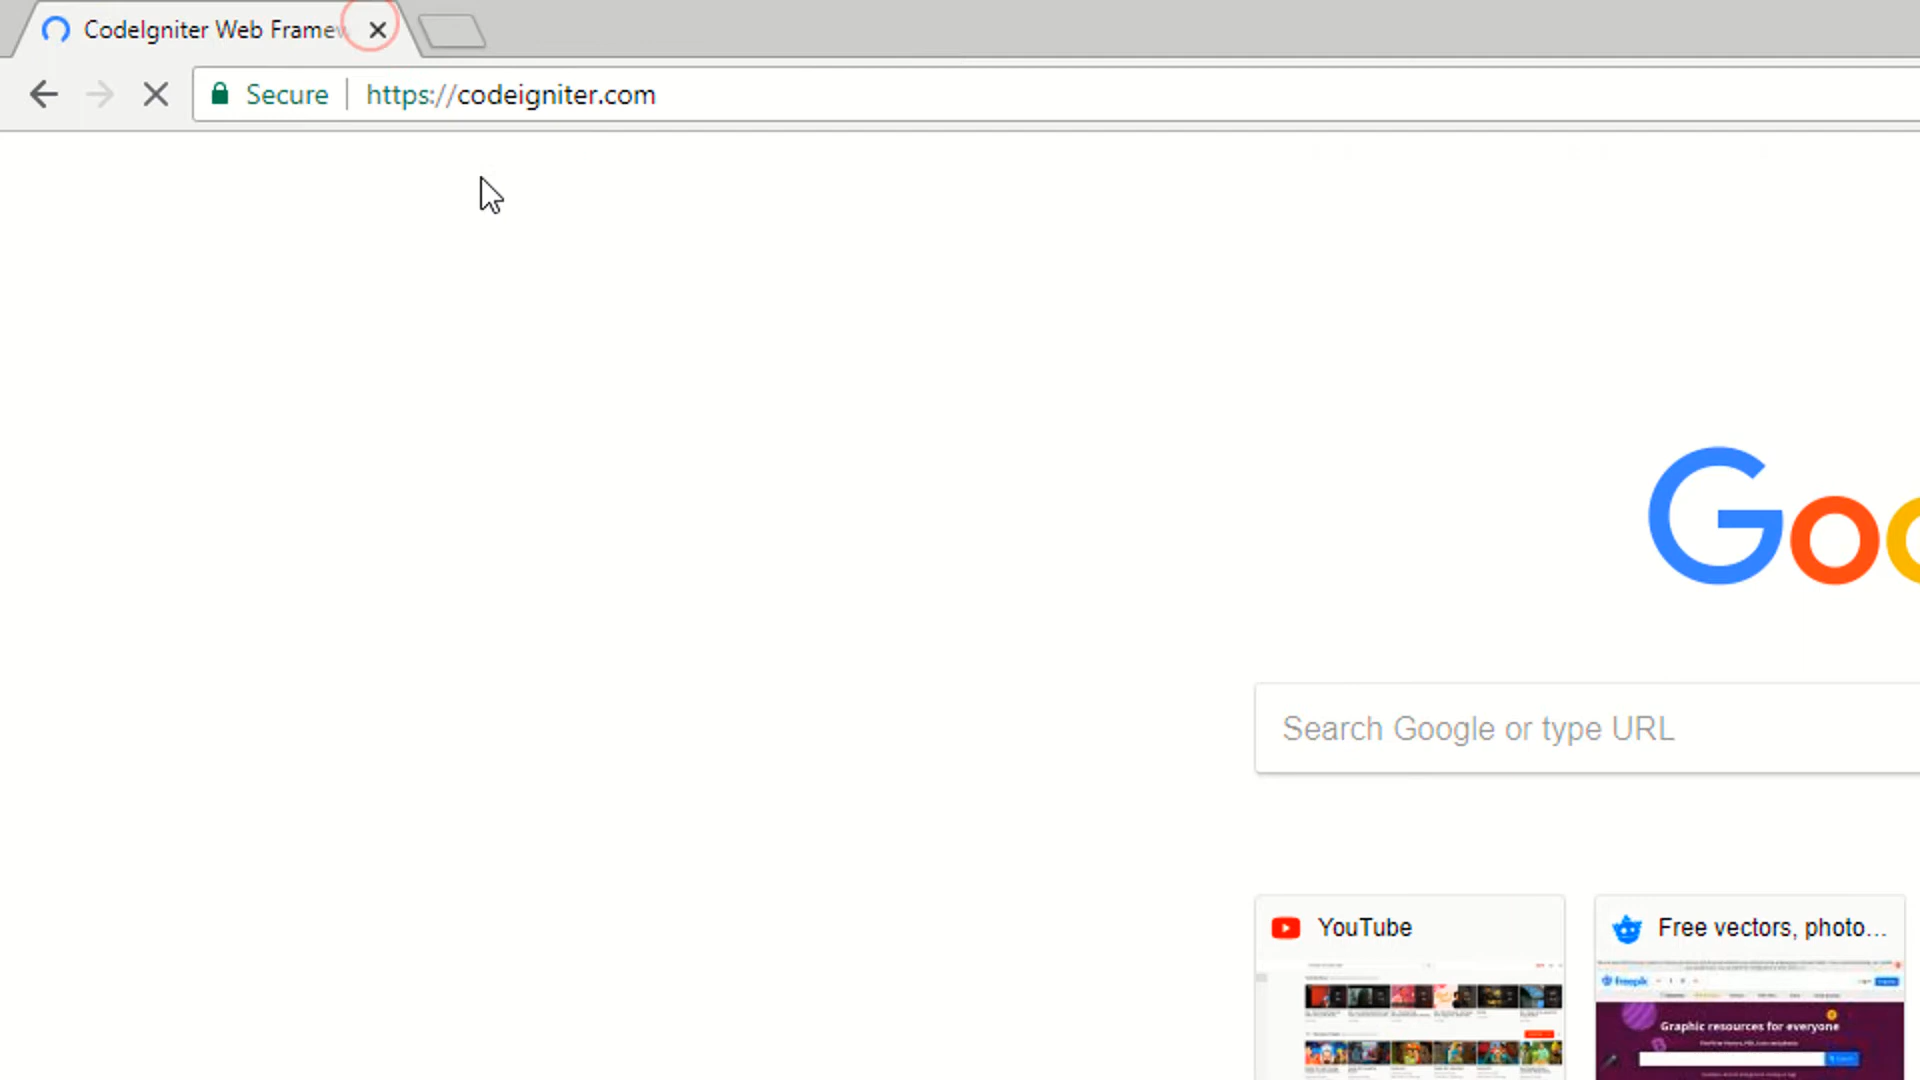 CodeIgniter Web Framew
Secure
https://codeigniter.com
Goo
Search Google or type URL
YouTube
Free vectors, photo...
freepik
Graphic resources for everyone